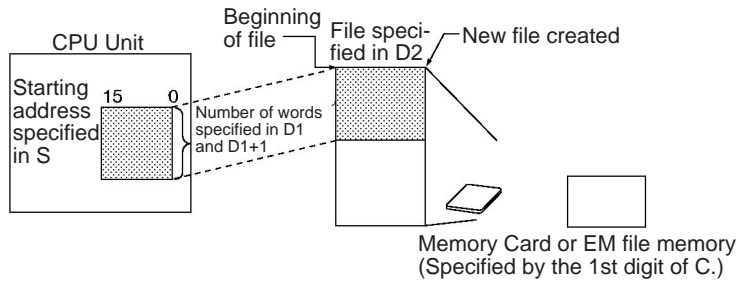 Beginning
of file
File speci-
fied in D2
New file created
CPU Unit
Starting
address
specified
in S
15 0
Number of words
specified in D1
and D1+1
Memory Card or EM file memory
(Specified by the 1st digit of C.)